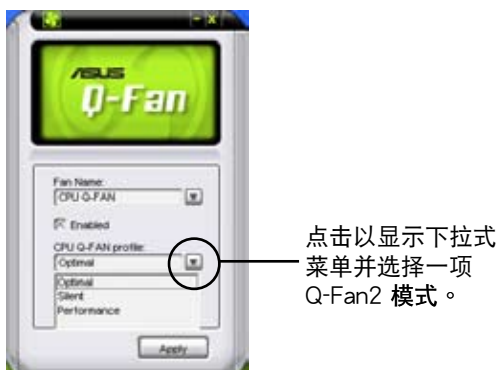 ASUS
Q-Fan
Fan Name:
CPU Q-FAN
Enabled
CPU Q-FAN profile:
Optimal
Optimal
Silent
Performance
Apply
点击以显示下拉式
菜单并选择一项
Q-Fan2 模式。